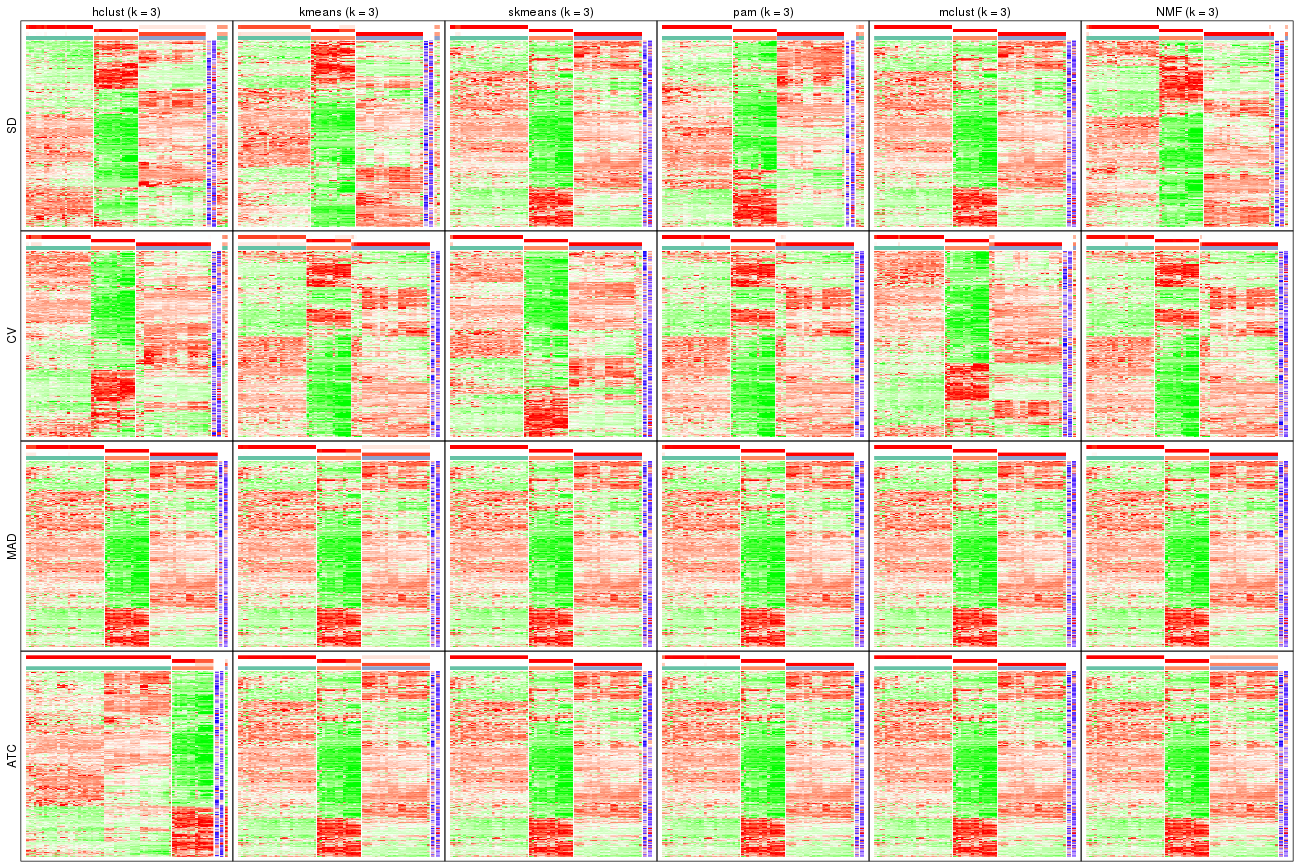 hclust (k = 3) kmeans (k = 3) skmeans (k = 3) pam (k = 3) mclust (k = 3) NMF (k = 3)
SD
CV
MAD
ATC